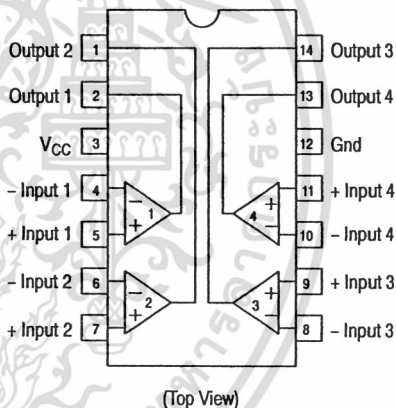 Output 2 1 14 Output 3
Output 1 2 13 Output 4
VCC 3 12 Gnd
– Input 1 4 11 + Input 4
+ Input 1 5 10 – Input 4
– Input 2 6 9 + Input 3
+ Input 2 7 8 – Input 3
– + 1
+ – 4
– + 2
+ – 3
(Top View)